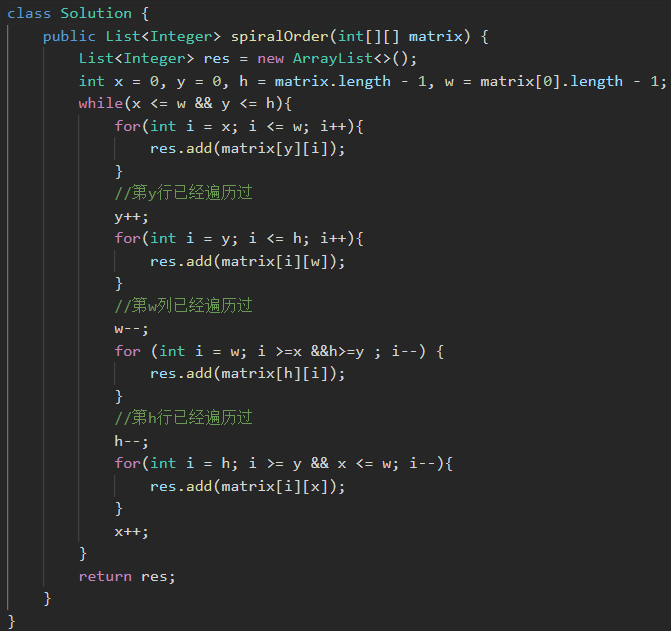 class Solution {
    public List<Integer> spiralOrder(int[][] matrix) {
        List<Integer> res = new ArrayList<>();
        int x = 0, y = 0, h = matrix.length - 1, w = matrix[0].length - 1;
        while(x <= w && y <= h){
            for(int i = x; i <= w; i++){
                res.add(matrix[y][i]);
            }
            //第y行已经遍历过
            y++;
            for(int i = y; i <= h; i++){
                res.add(matrix[i][w]);
            }
            //第w列已经遍历过
            w--;
            for (int i = w; i >=x &&h>=y ; i--) {
                res.add(matrix[h][i]);
            }
            //第h行已经遍历过
            h--;
            for(int i = h; i >= y && x <= w; i--){
                res.add(matrix[i][x]);
            }
            x++;
        }
        return res;
    }
}